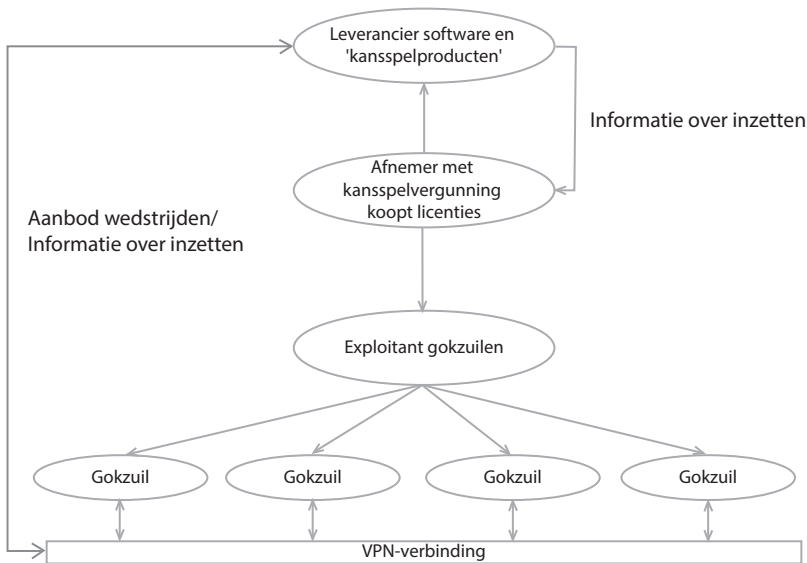 Leverancier software en
'kansspelproducten'
Informatie over inzetten
Afnemer met
kansspelvergunning
koopt licenties
Aanbod wedstrijden/
Informatie over inzetten
Exploitant gokzuilen
Gokzuil
Gokzuil
Gokzuil
Gokzuil
VPN-verbinding